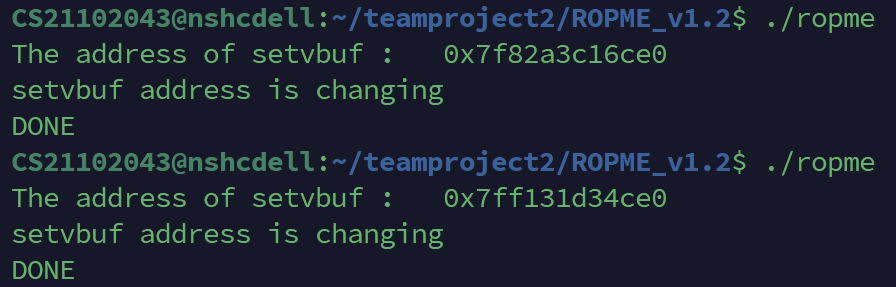 CS21102043@nshcdell:~/teamproject2/ROPME_v1.2$ ./ropme
The address of setvbuf :   0x7f82a3c16ce0
setvbuf address is changing
DONE
CS21102043@nshcdell:~/teamproject2/ROPME_v1.2$ ./ropme
The address of setvbuf :   0x7ff131d34ce0
setvbuf address is changing
DONE